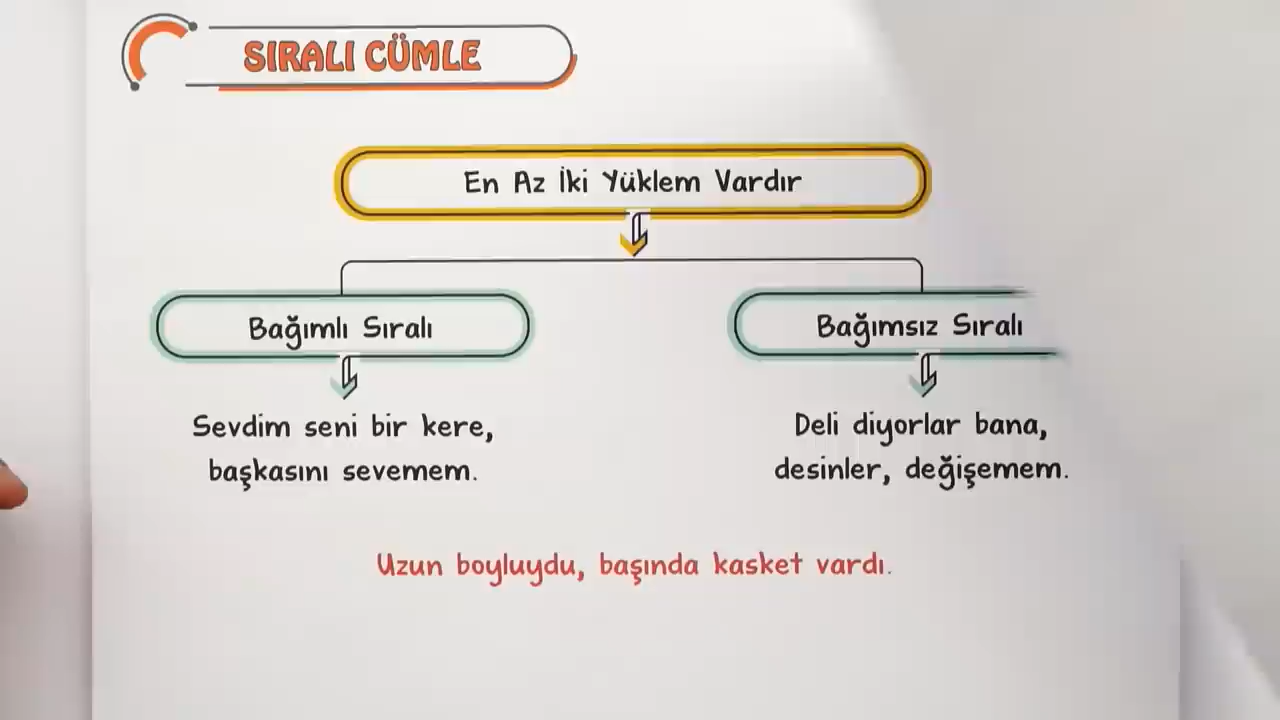 SIRALI CÜMLE
En Az İki Yüklem Vardır
Bağımlı Sıralı
Bağımsız Sıralı
Sevdim seni bir kere,
başkasını sevemem.
Deli diyorlar bana,
desinler, değişemem.
Uzun boyluydu, başında kasket vardı.